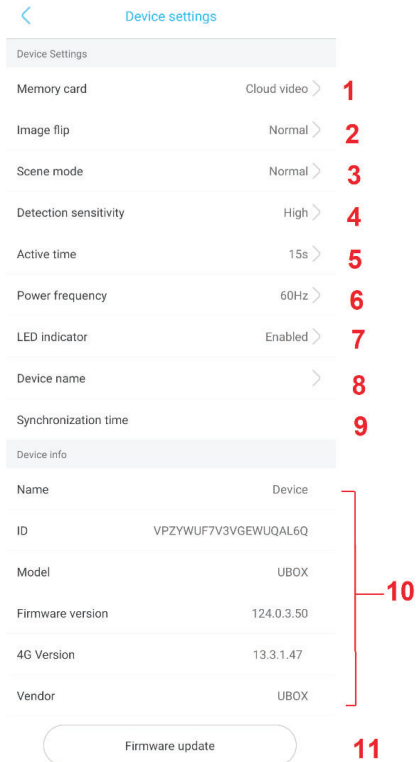 Device settings
Device Settings
Memory card Cloud video 1
Image flip Normal 2
Scene mode Normal 3
Detection sensitivity High 4
Active time 15s 5
Power frequency 60Hz 6
LED indicator Enabled 7
Device name 8
Synchronization time 9
Device info
Name Device
ID VPZYWUF7V3VGEWUQAL6Q
Model UBOX
10
Firmware version 124.0.3.50
4G Version 13.3.1.47
Vendor UBOX
Firmware update 11